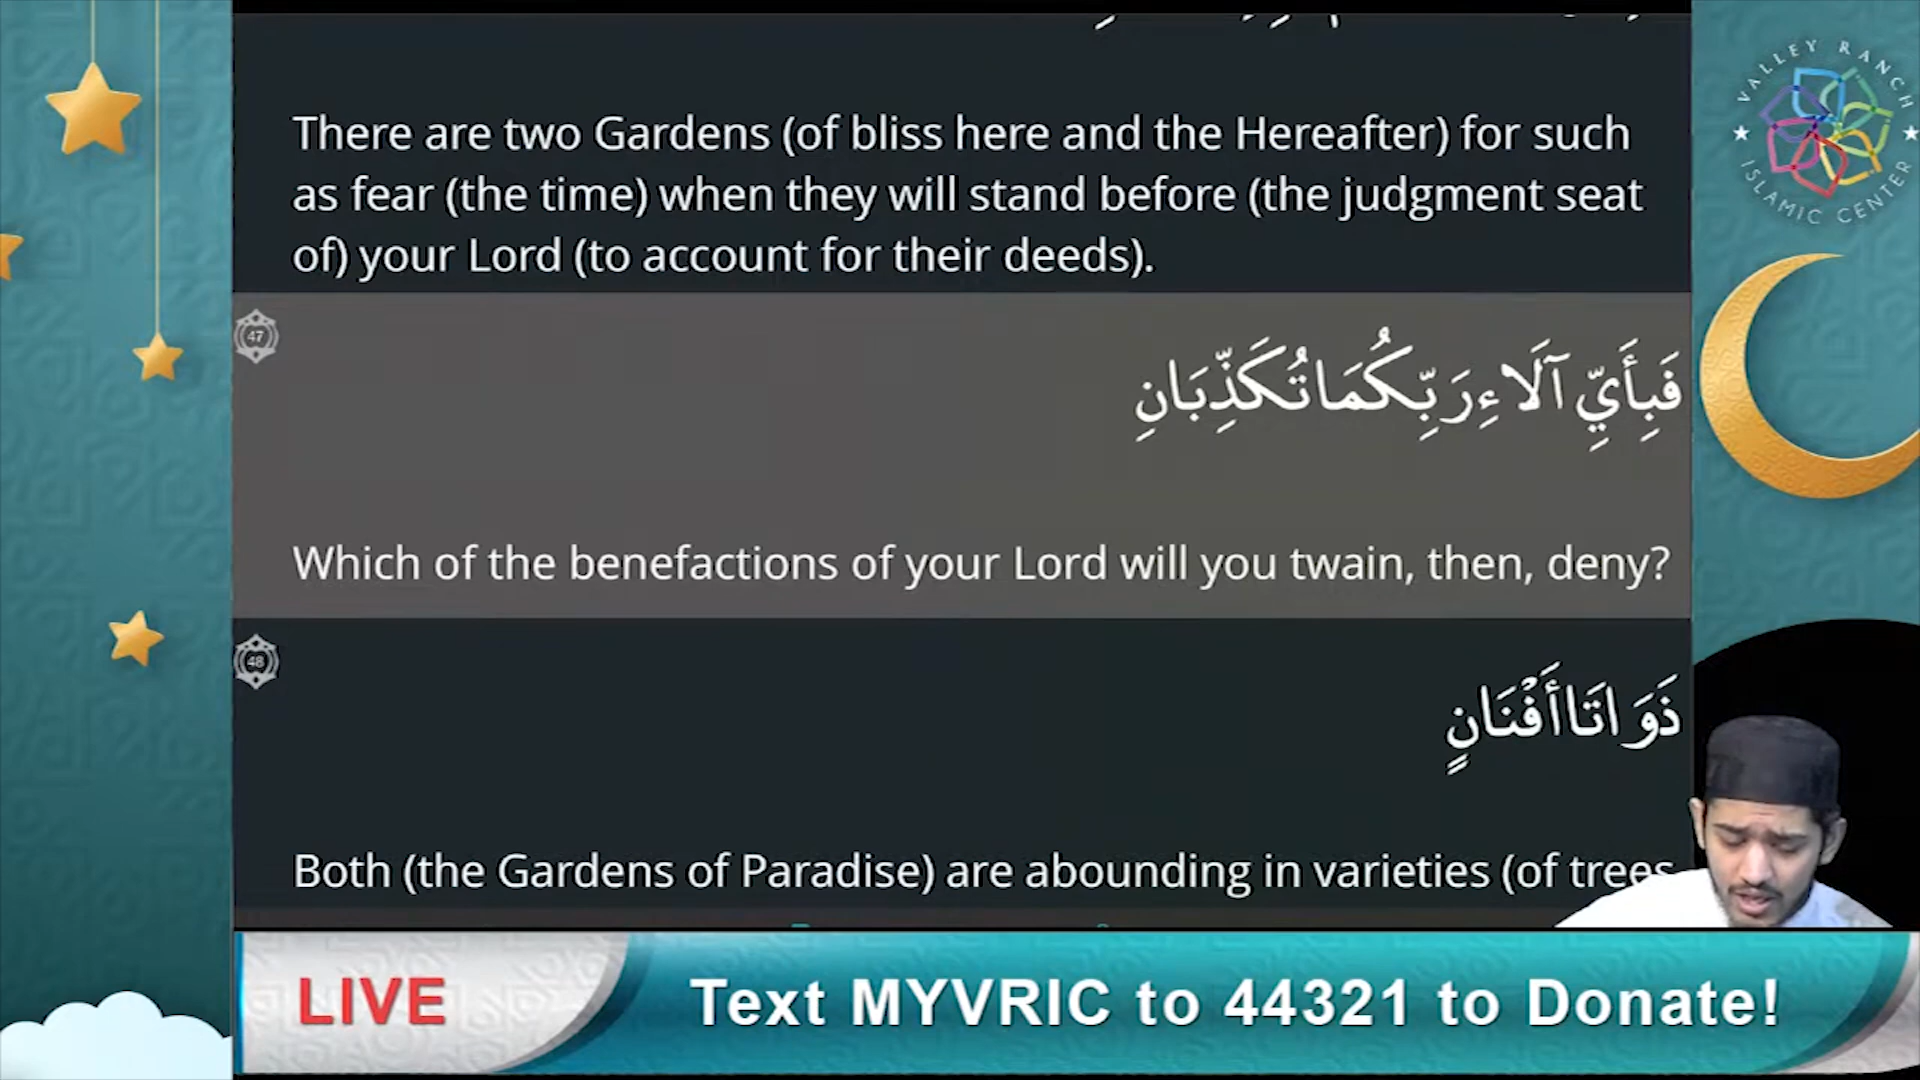 There are two Gardens (of bliss here and the Hereafter) for such
as fear (the time) when they will stand before (the judgment seat
of) your Lord (to account for their deeds).
47
فَبِأَيِّ آلَاءِ رَبِّكُمَا تُكَذِّبَانِ
Which of the benefactions of your Lord will you twain, then, deny?
48
ذَوَاتَا أَفْنَانٍ
Both (the Gardens of Paradise) are abounding in varieties (of trees
VALLEY RANCH
ISLAMIC CENTER
LIVE
Text MYVRIC to 44321 to Donate!